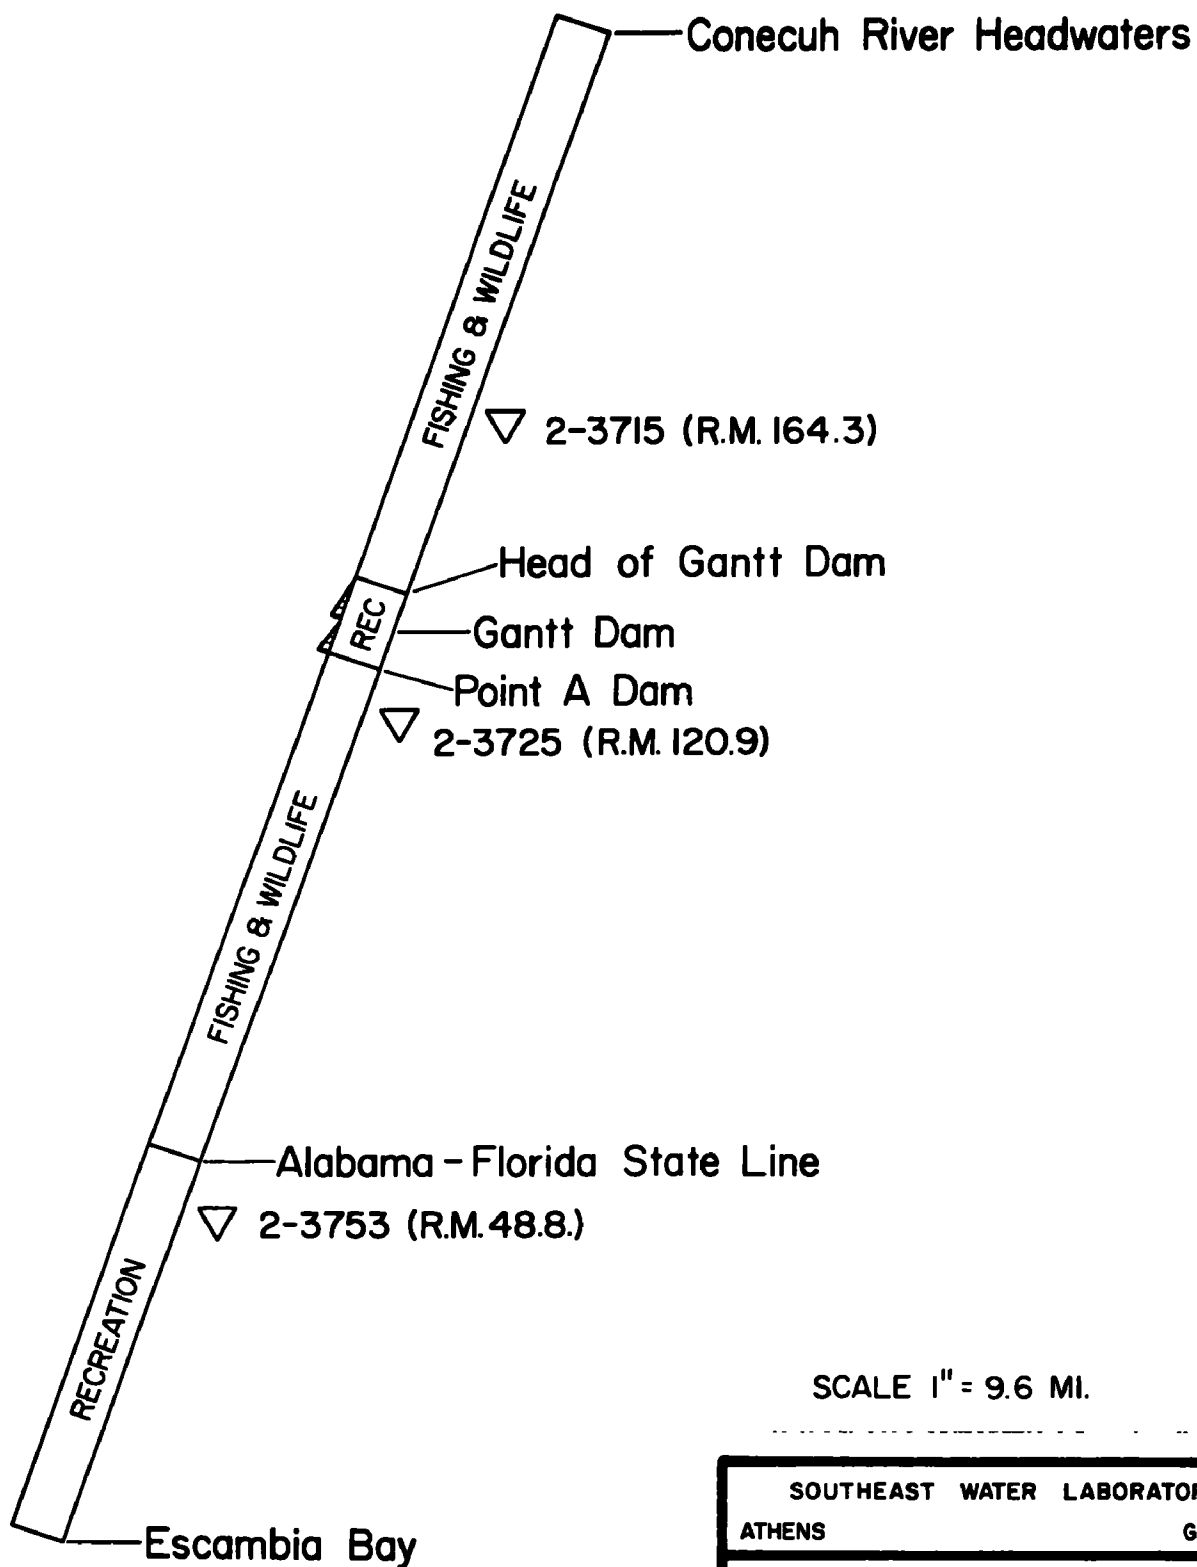 Conecuh River Headwaters
FISHING & WILDLIFE
2-3715 (R.M. 164.3)
Head of Gantt Dam
REC
Gantt Dam
Point A Dam
2-3725 (R.M. 120.9)
FISHING & WILDLIFE
Alabama - Florida State Line
2-3753 (R.M. 48.8.)
RECREATION
SCALE 1" = 9.6 MI.
SOUTHEAST WATER LABORATOR
ATHENS G
Escambia Bay